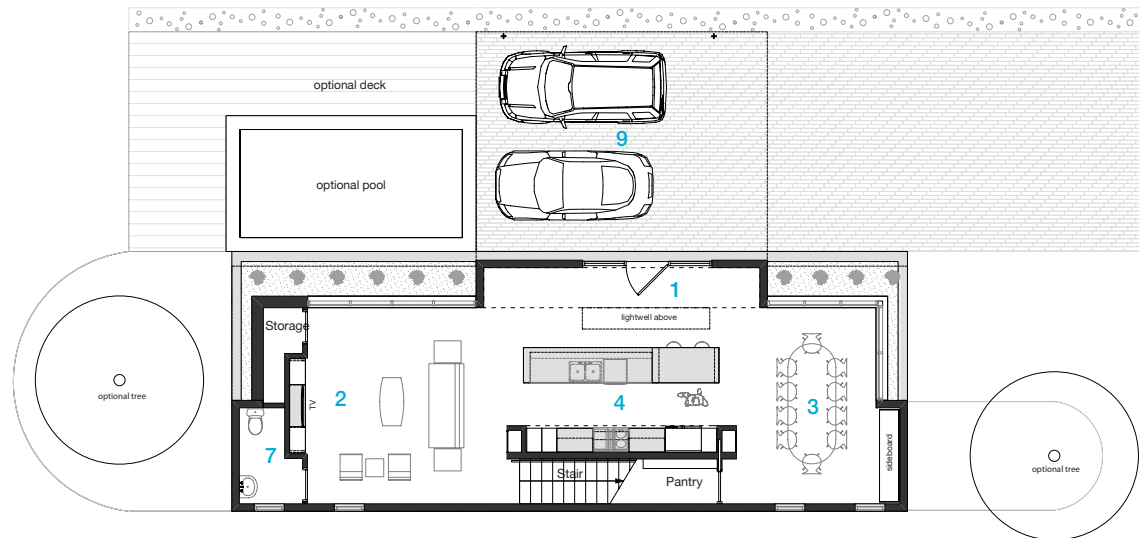 optional deck
9
optional pool
1
lightwell above
Storage
optional tree
TV
2
4
3
7
Stair
Pantry
sideboard
optional tree